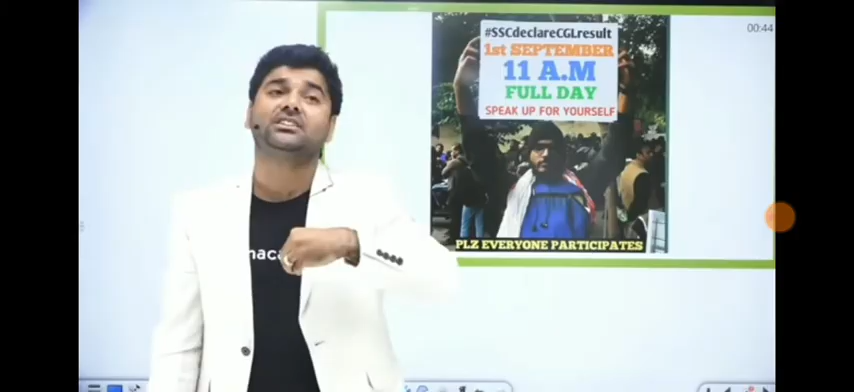 00:44
#SSCdeclareCGLresult
1st SEPTEMBER
11 A.M
FULL DAY
SPEAK UP FOR YOURSELF
PLZ EVERYONE PARTICIPATES